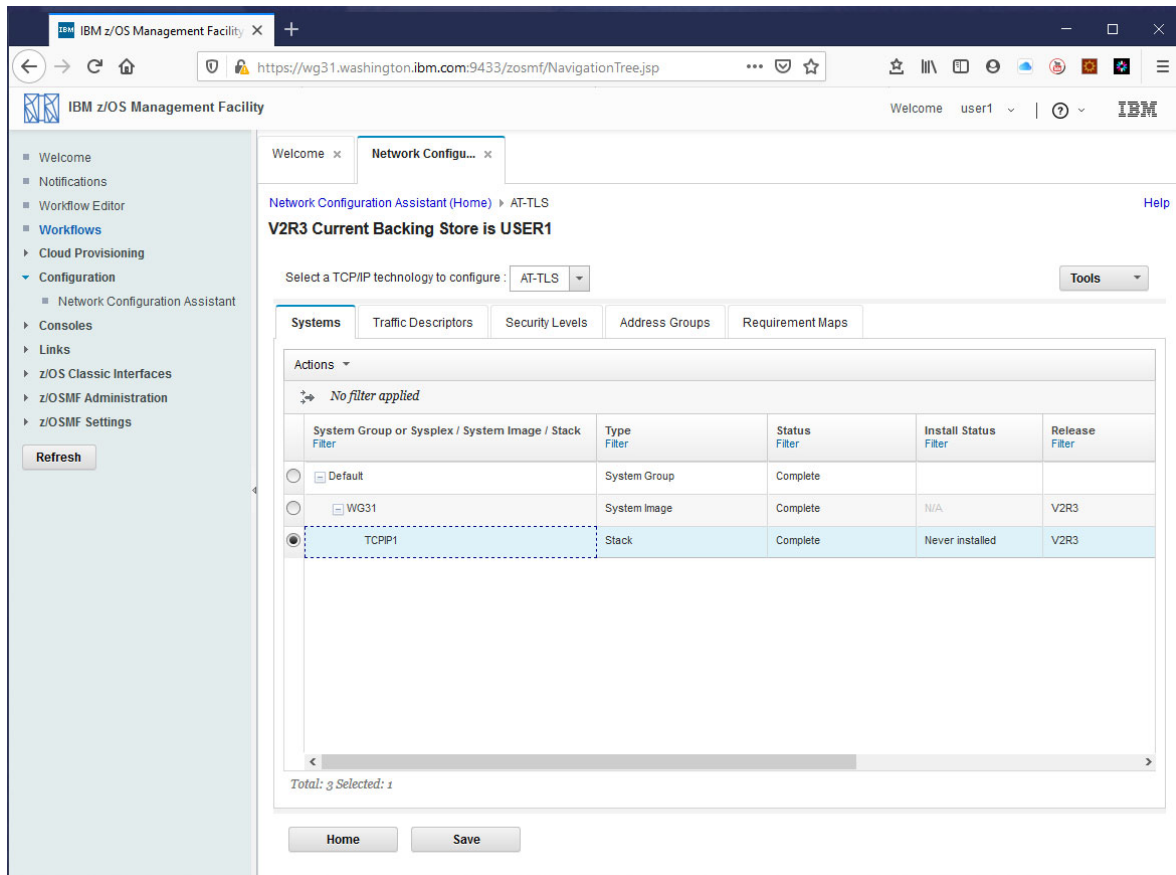 IBM IBM z/OS Management Facility
https://wg31.washington.ibm.com:9433/zosmf/NavigationTree.jsp
IBM z/OS Management Facility
Welcome user1
IBM
Welcome
Notifications
Workflow Editor
Workflows
Cloud Provisioning
Configuration
Network Configuration Assistant
Consoles
Links
z/OS Classic Interfaces
z/OSMF Administration
z/OSMF Settings
Refresh
Welcome Network Configu...
Network Configuration Assistant (Home) AT-TLS Help
V2R3 Current Backing Store is USER1
Select a TCP/IP technology to configure : AT-TLS Tools
Systems Traffic Descriptors Security Levels Address Groups Requirement Maps
Actions
No filter applied
System Group or Sysplex / System Image / Stack Type Status Install Status Release
Filter Filter Filter Filter Filter
Default System Group Complete
WG31 System Image Complete N/A V2R3
TCPIP1 Stack Complete Never installed V2R3
Total: 3 Selected: 1
Home Save